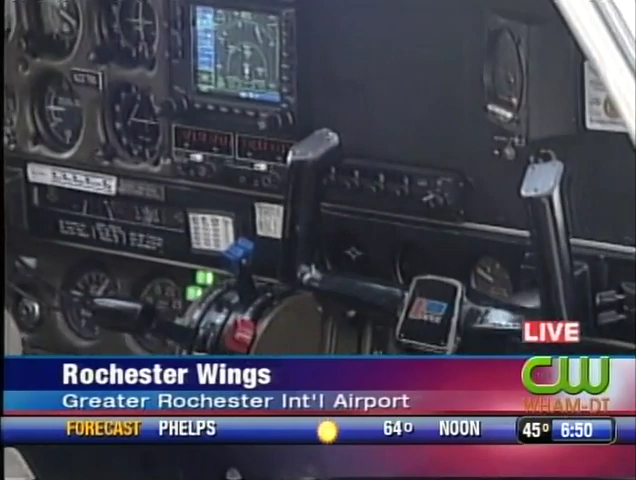 LIVE
CW
Rochester Wings
Greater Rochester Int'l Airport
WHAM-DT
FORECAST PHELPS 64° NOON 45° 6:50